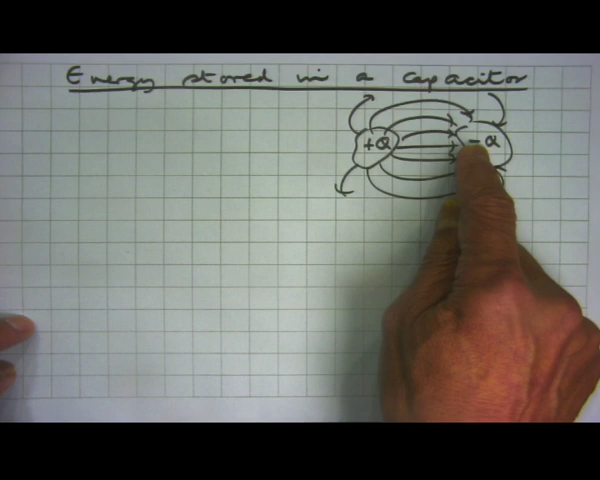 Energy stored in a capacitor
+Q -Q